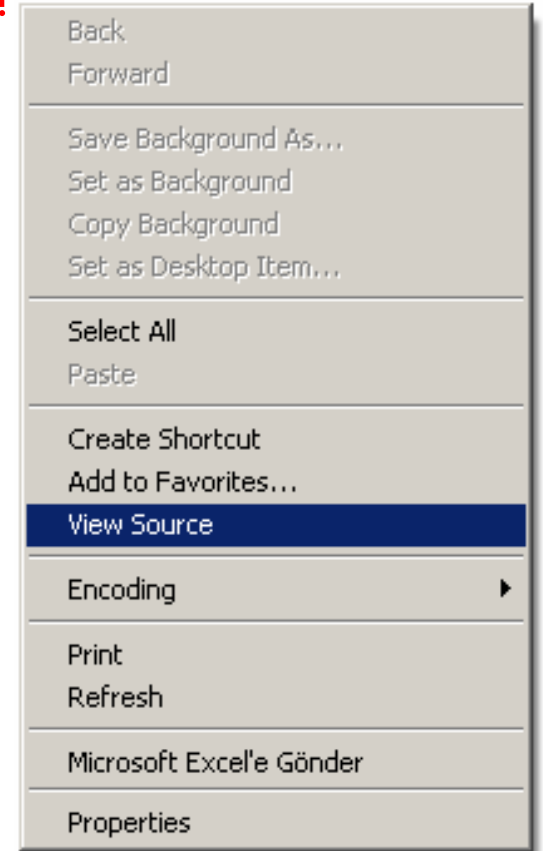 !
Back
Forward
Save Background As...
Set as Background
Copy Background
Set as Desktop Item...
Select All
Paste
Create Shortcut
Add to Favorites...
View Source
Encoding
Print
Refresh
Microsoft Excel'e Gönder
Properties